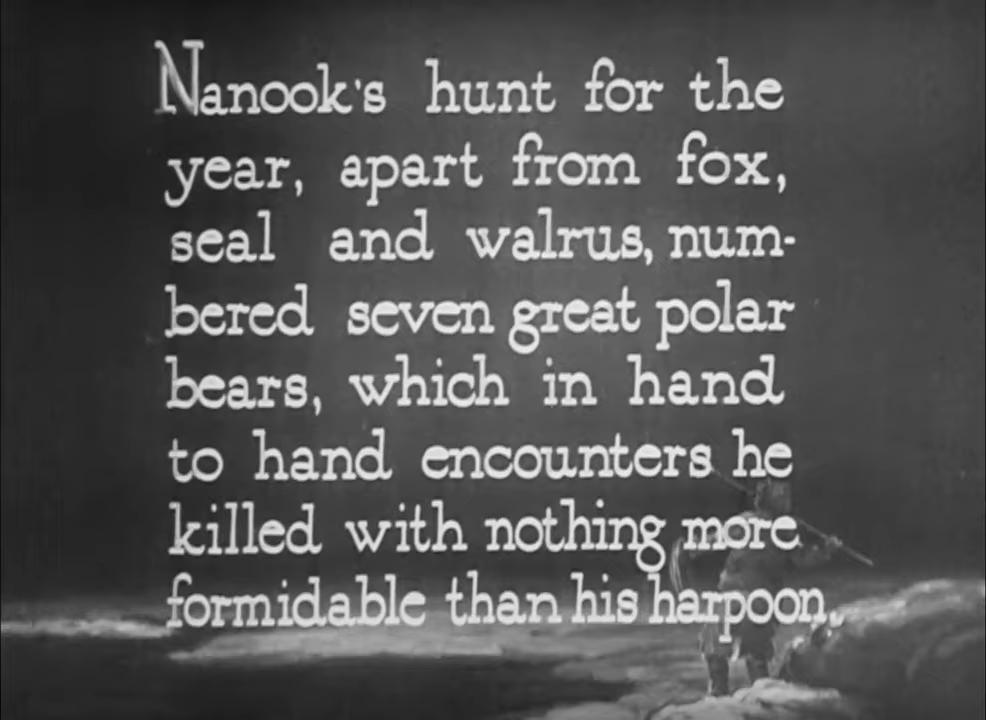 Nanook's hunt for the
year, apart from fox,
seal and walrus, num-
bered seven great polar
bears, which in hand
to hand encounters he
killed with nothing more
formidable than his harpoon.